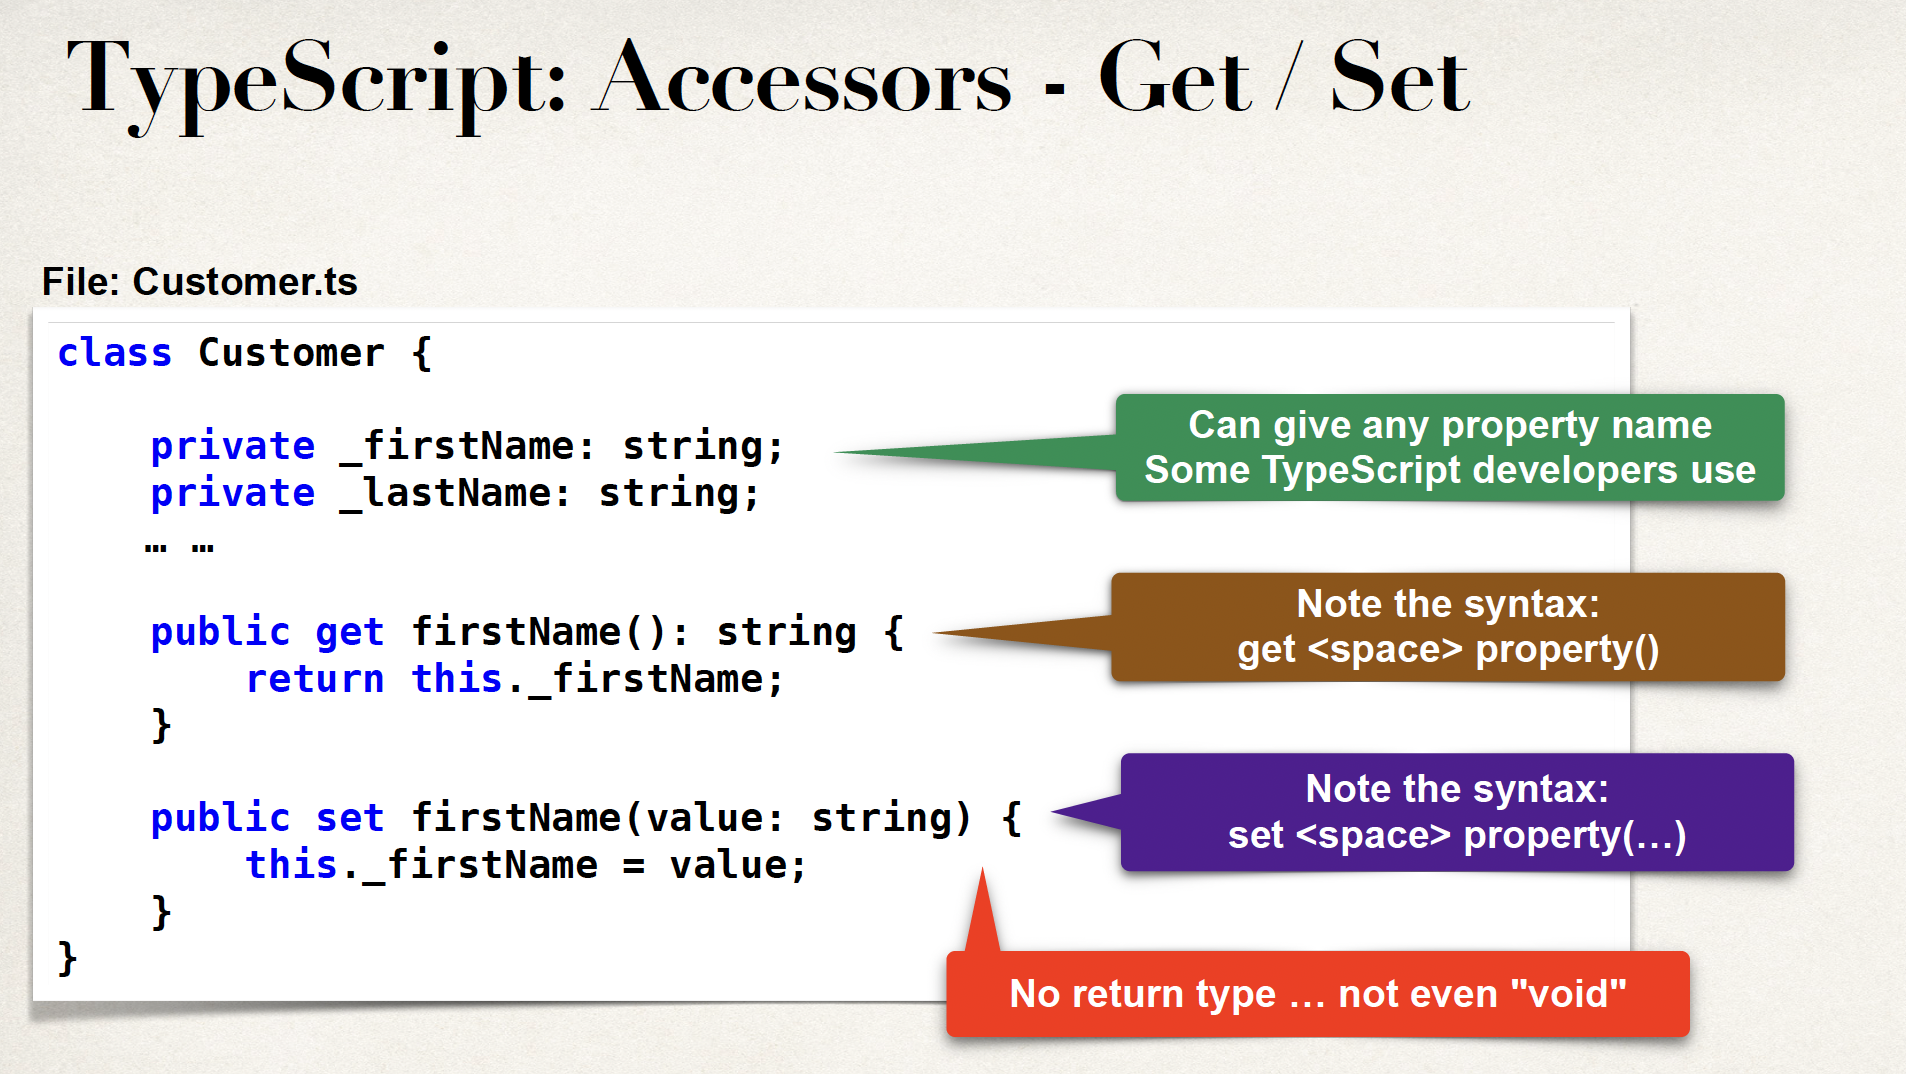 TypeScript: Accessors - Get / Set
File: Customer.ts
class Customer {
private _firstName: string;
private _lastName: string;
… …
public get firstName(): string {
return this._firstName;
}
public set firstName(value: string) {
this._firstName = value;
}
}
Can give any property name
Some TypeScript developers use
Note the syntax:
get <space> property()
Note the syntax:
set <space> property(…)
No return type … not even "void"